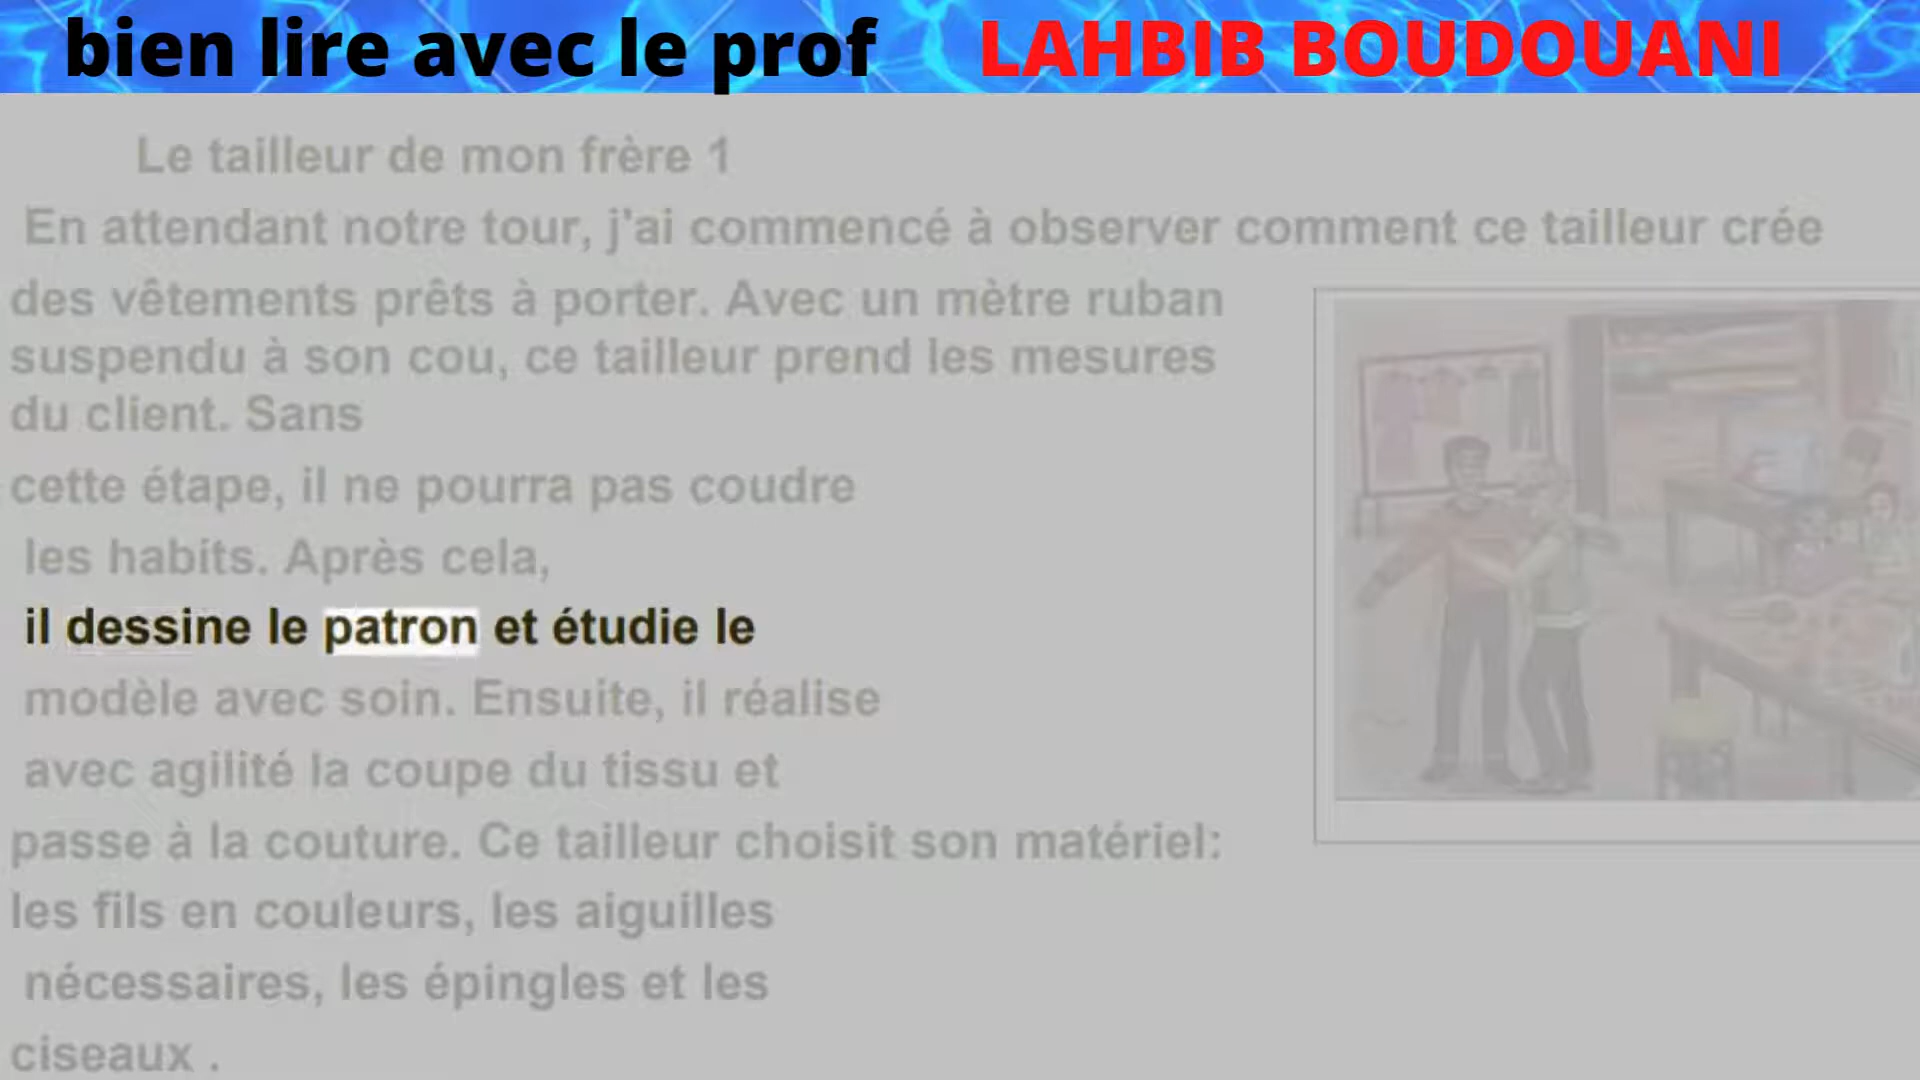 bien lire avec le prof LAHBIB BOUDOUANI
Le tailleur de mon frère 1
En attendant notre tour, j'ai commencé à observer comment ce tailleur crée
des vêtements prêts à porter. Avec un mètre ruban
suspendu à son cou, ce tailleur prend les mesures
du client. Sans
cette étape, il ne pourra pas coudre
les habits. Après cela,
il dessine le patron et étudie le
modèle avec soin. Ensuite, il réalise
avec agilité la coupe du tissu et
passe à la couture. Ce tailleur choisit son matériel:
les fils en couleurs, les aiguilles
nécessaires, les épingles et les
ciseaux .